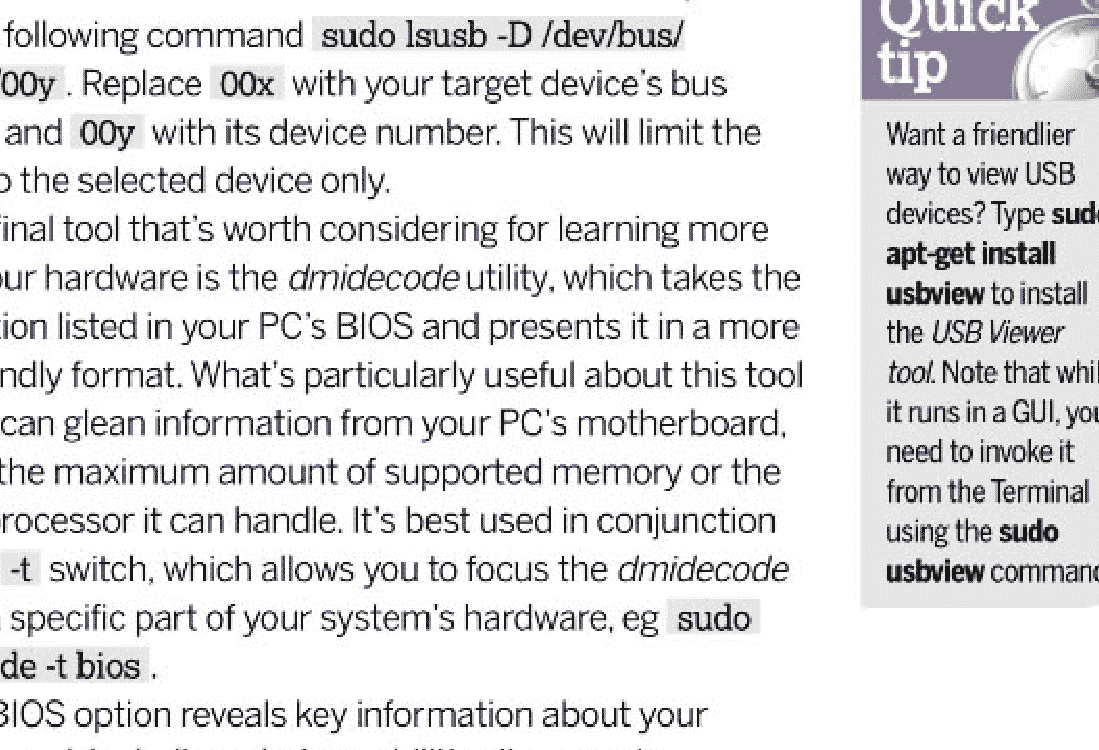 following command sudo lsusb -D /dev/bus/
/00y . Replace 00x with your target device's bus
and 00y with its device number. This will limit the
o the selected device only.
final tool that's worth considering for learning more
our hardware is the dmidecode utility, which takes the
tion listed in your PC's BIOS and presents it in a more
ndly format. What's particularly useful about this tool
can glean information from your PC's motherboard,
the maximum amount of supported memory or the
rocessor it can handle. It's best used in conjunction
-t switch, which allows you to focus the dmidecode
specific part of your system's hardware, eg sudo
de -t bios .
BIOS option reveals key information about your
Quick
tip
Want a friendlier
way to view USB
devices? Type sudo
apt-get install
usbview to install
the USB Viewer
tool. Note that whil
it runs in a GUI, you
need to invoke it
from the Terminal
using the sudo
usbview command